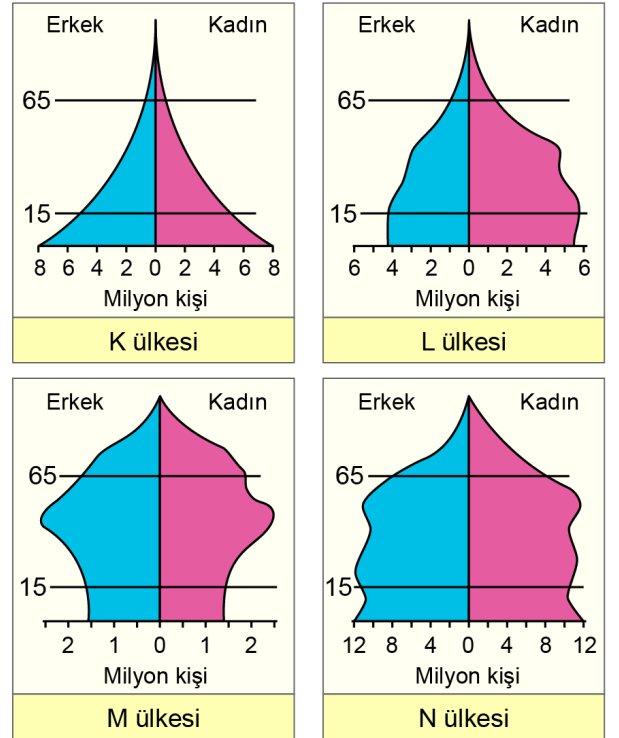 Erkek Kadın
65
15
8 6 4 2 0 2 4 6 8
Milyon kişi
K ülkesi
Erkek Kadın
65
15
6 4 2 0 2 4 6
Milyon kişi
L ülkesi
Erkek Kadın
65
15
2 1 0 1 2
Milyon kişi
M ülkesi
Erkek Kadın
65
15
12 8 4 0 4 8 12
Milyon kişi
N ülkesi